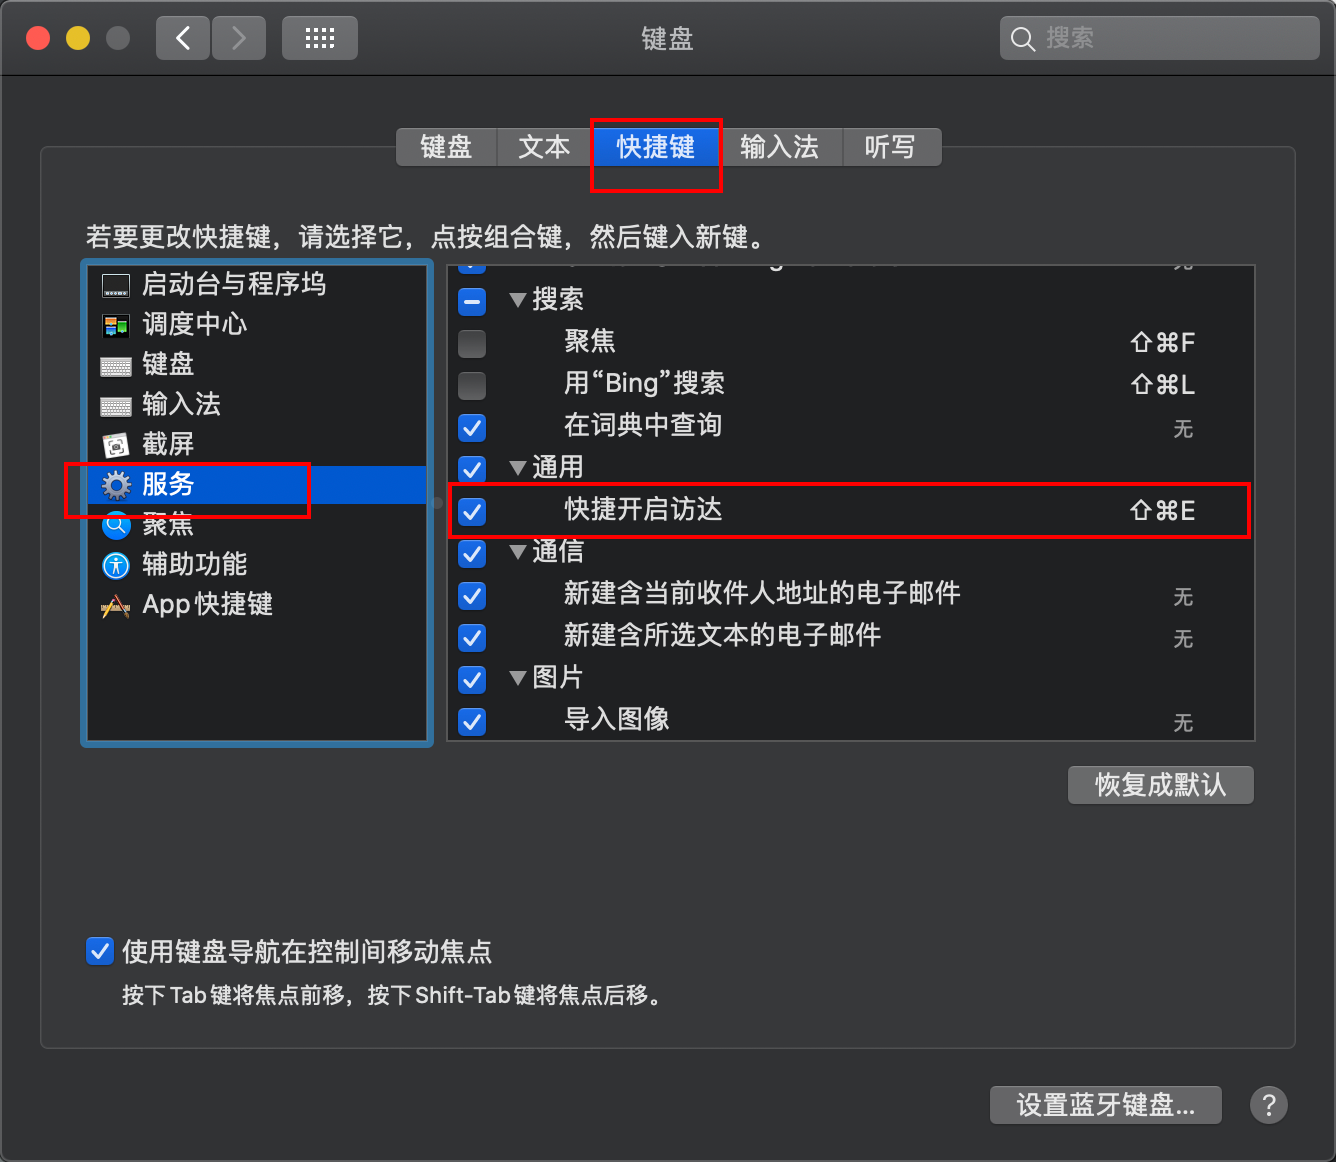 键盘
搜索
键盘 文本 快捷键 输入法 听写
若要更改快捷键，请选择它，点按组合键，然后键入新键。
启动台与程序坞
调度中心
键盘
输入法
截屏
服务
聚焦
辅助功能
App 快捷键
无
搜索
聚焦 ⇧⌘F
用“Bing”搜索 ⇧⌘L
在词典中查询 无
通用
快捷开启访达 ⇧⌘E
通信
新建含当前收件人地址的电子邮件 无
新建含所选文本的电子邮件 无
图片
导入图像 无
恢复成默认
使用键盘导航在控制间移动焦点
按下 Tab 键将焦点前移，按下 Shift-Tab 键将焦点后移。
设置蓝牙键盘...
?